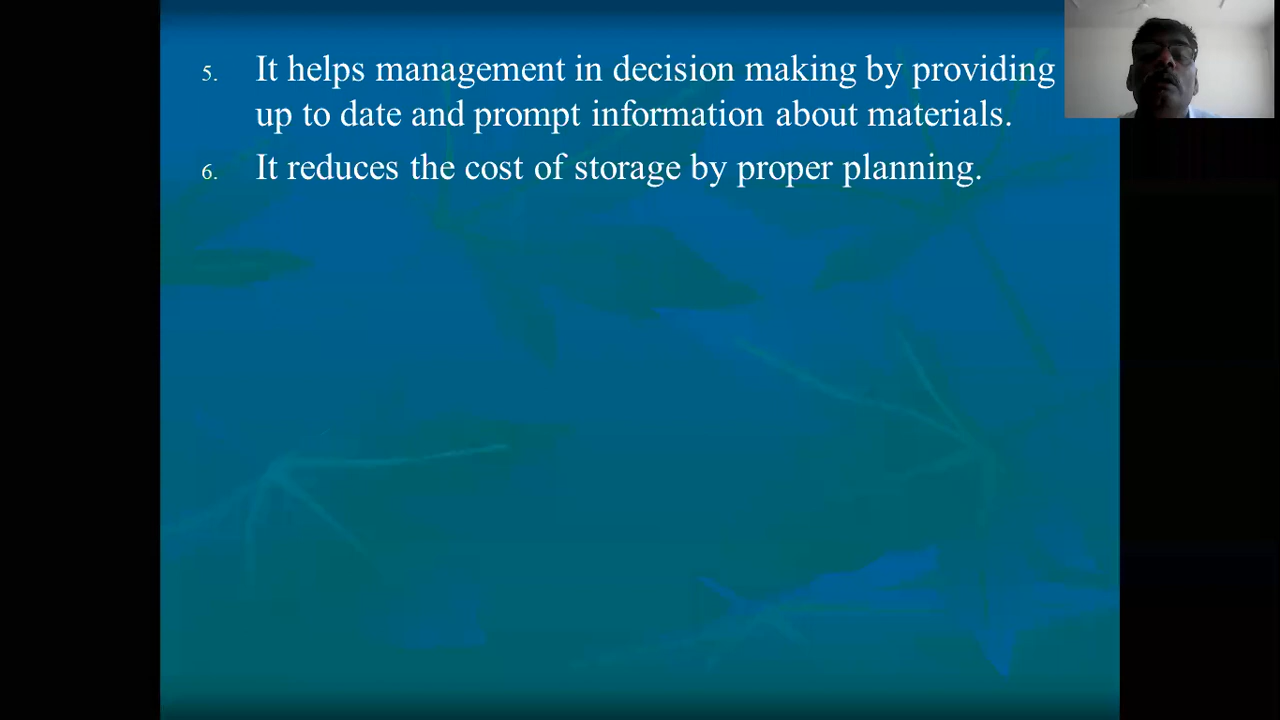 5. It helps management in decision making by providing
up to date and prompt information about materials.
6. It reduces the cost of storage by proper planning.